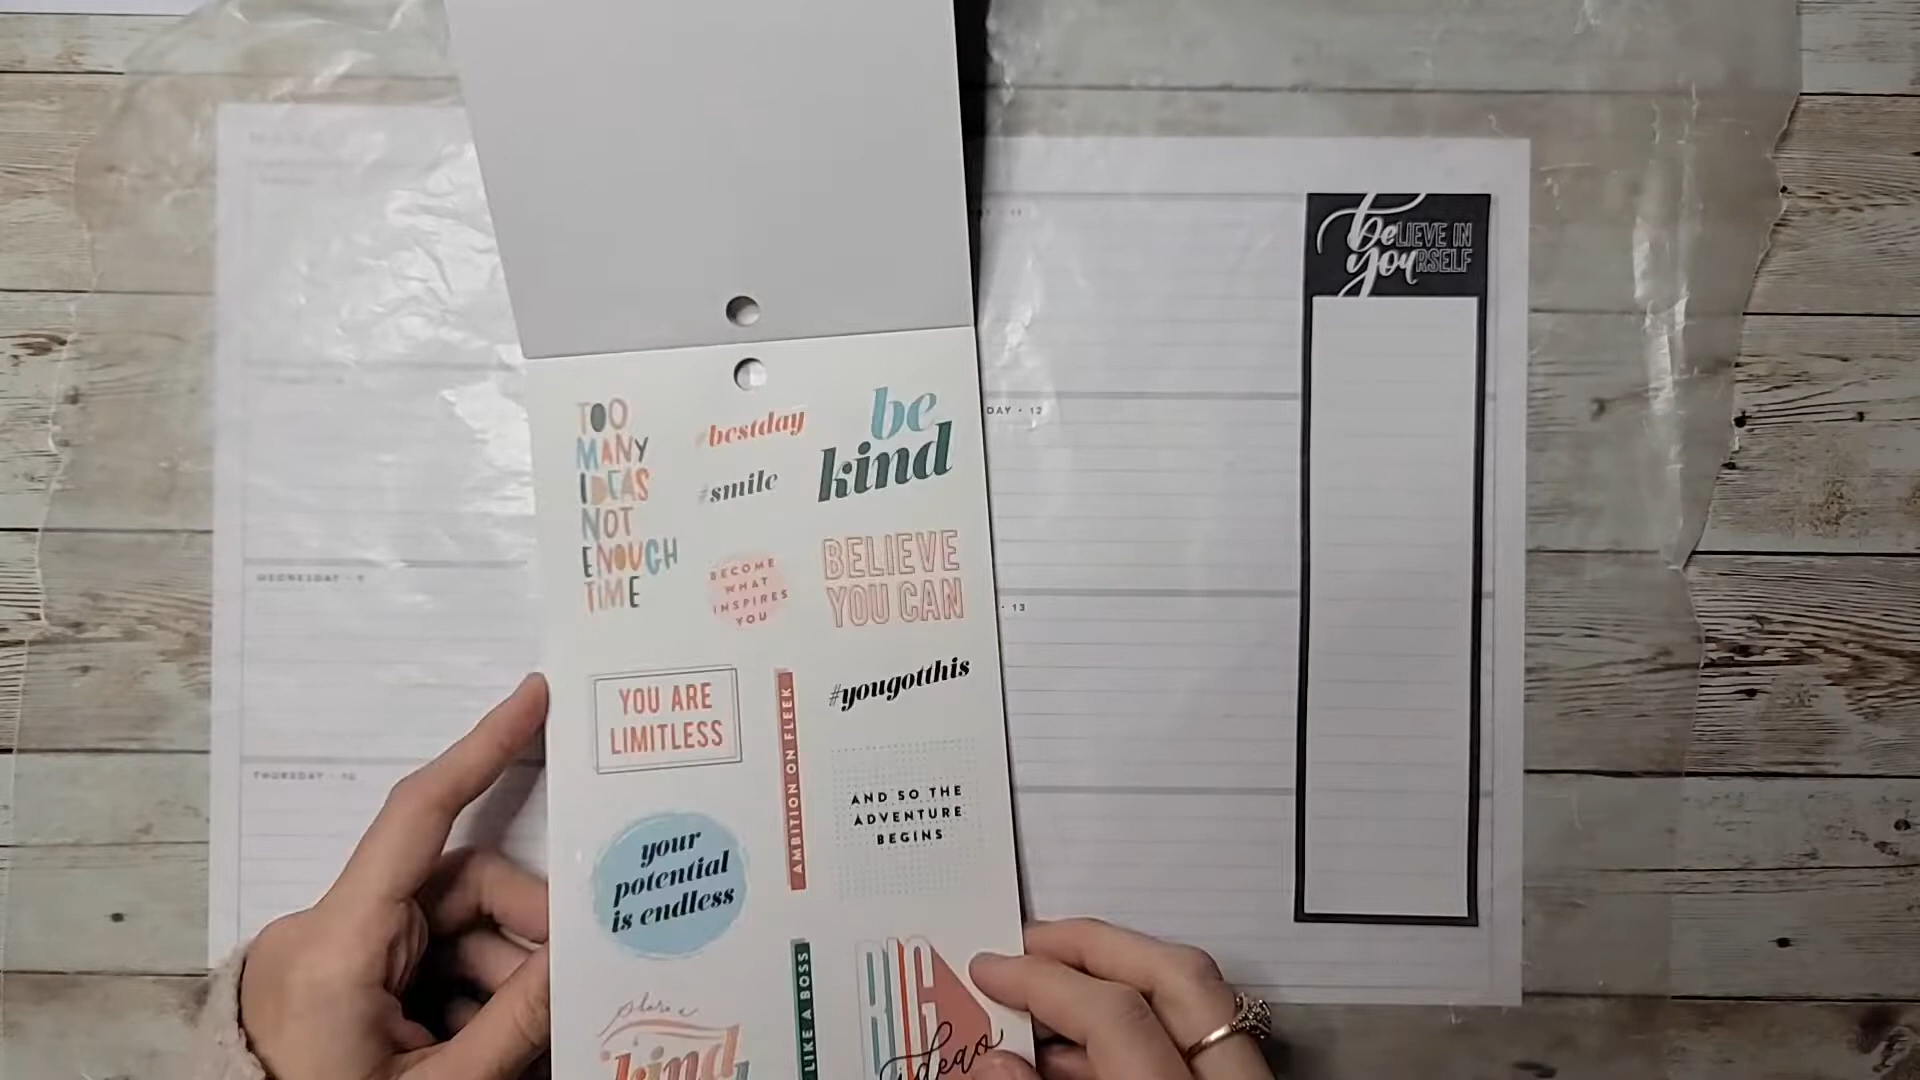 TOO
MANY
IDEAS
NOT
ENOUGH
TIME
#bestday
#smile
be
kind
BECOME
WHAT
INSPIRES
YOU
BELIEVE
YOU CAN
YOU ARE
LIMITLESS
AMBITION ON FLEEK
#yougotthis
AND SO THE
ADVENTURE
BEGINS
your
potential
is endless
LIKE A BOSS
share a
kind
BIG
ideas
WEDNESDAY • 9
THURSDAY • 10
• 11
DAY • 12
• 13
beLIEVE IN
youRSELF